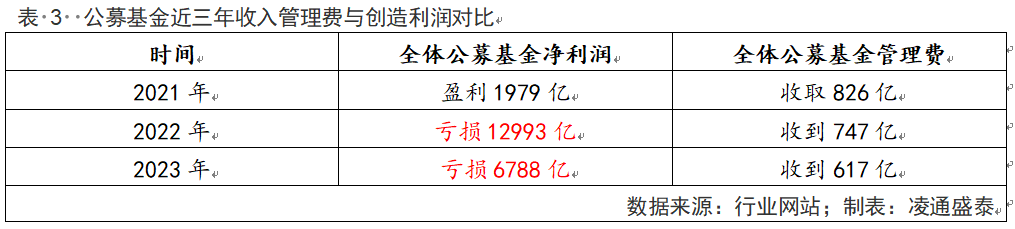 表·3··公募基金近三年收入管理费与创造利润对比
时间 全体公募基金净利润 全体公募基金管理费
2021年 盈利1979亿 收取826亿
2022年 亏损12993亿 收到747亿
2023年 亏损6788亿 收到617亿
数据来源：行业网站；制表：凌通盛泰